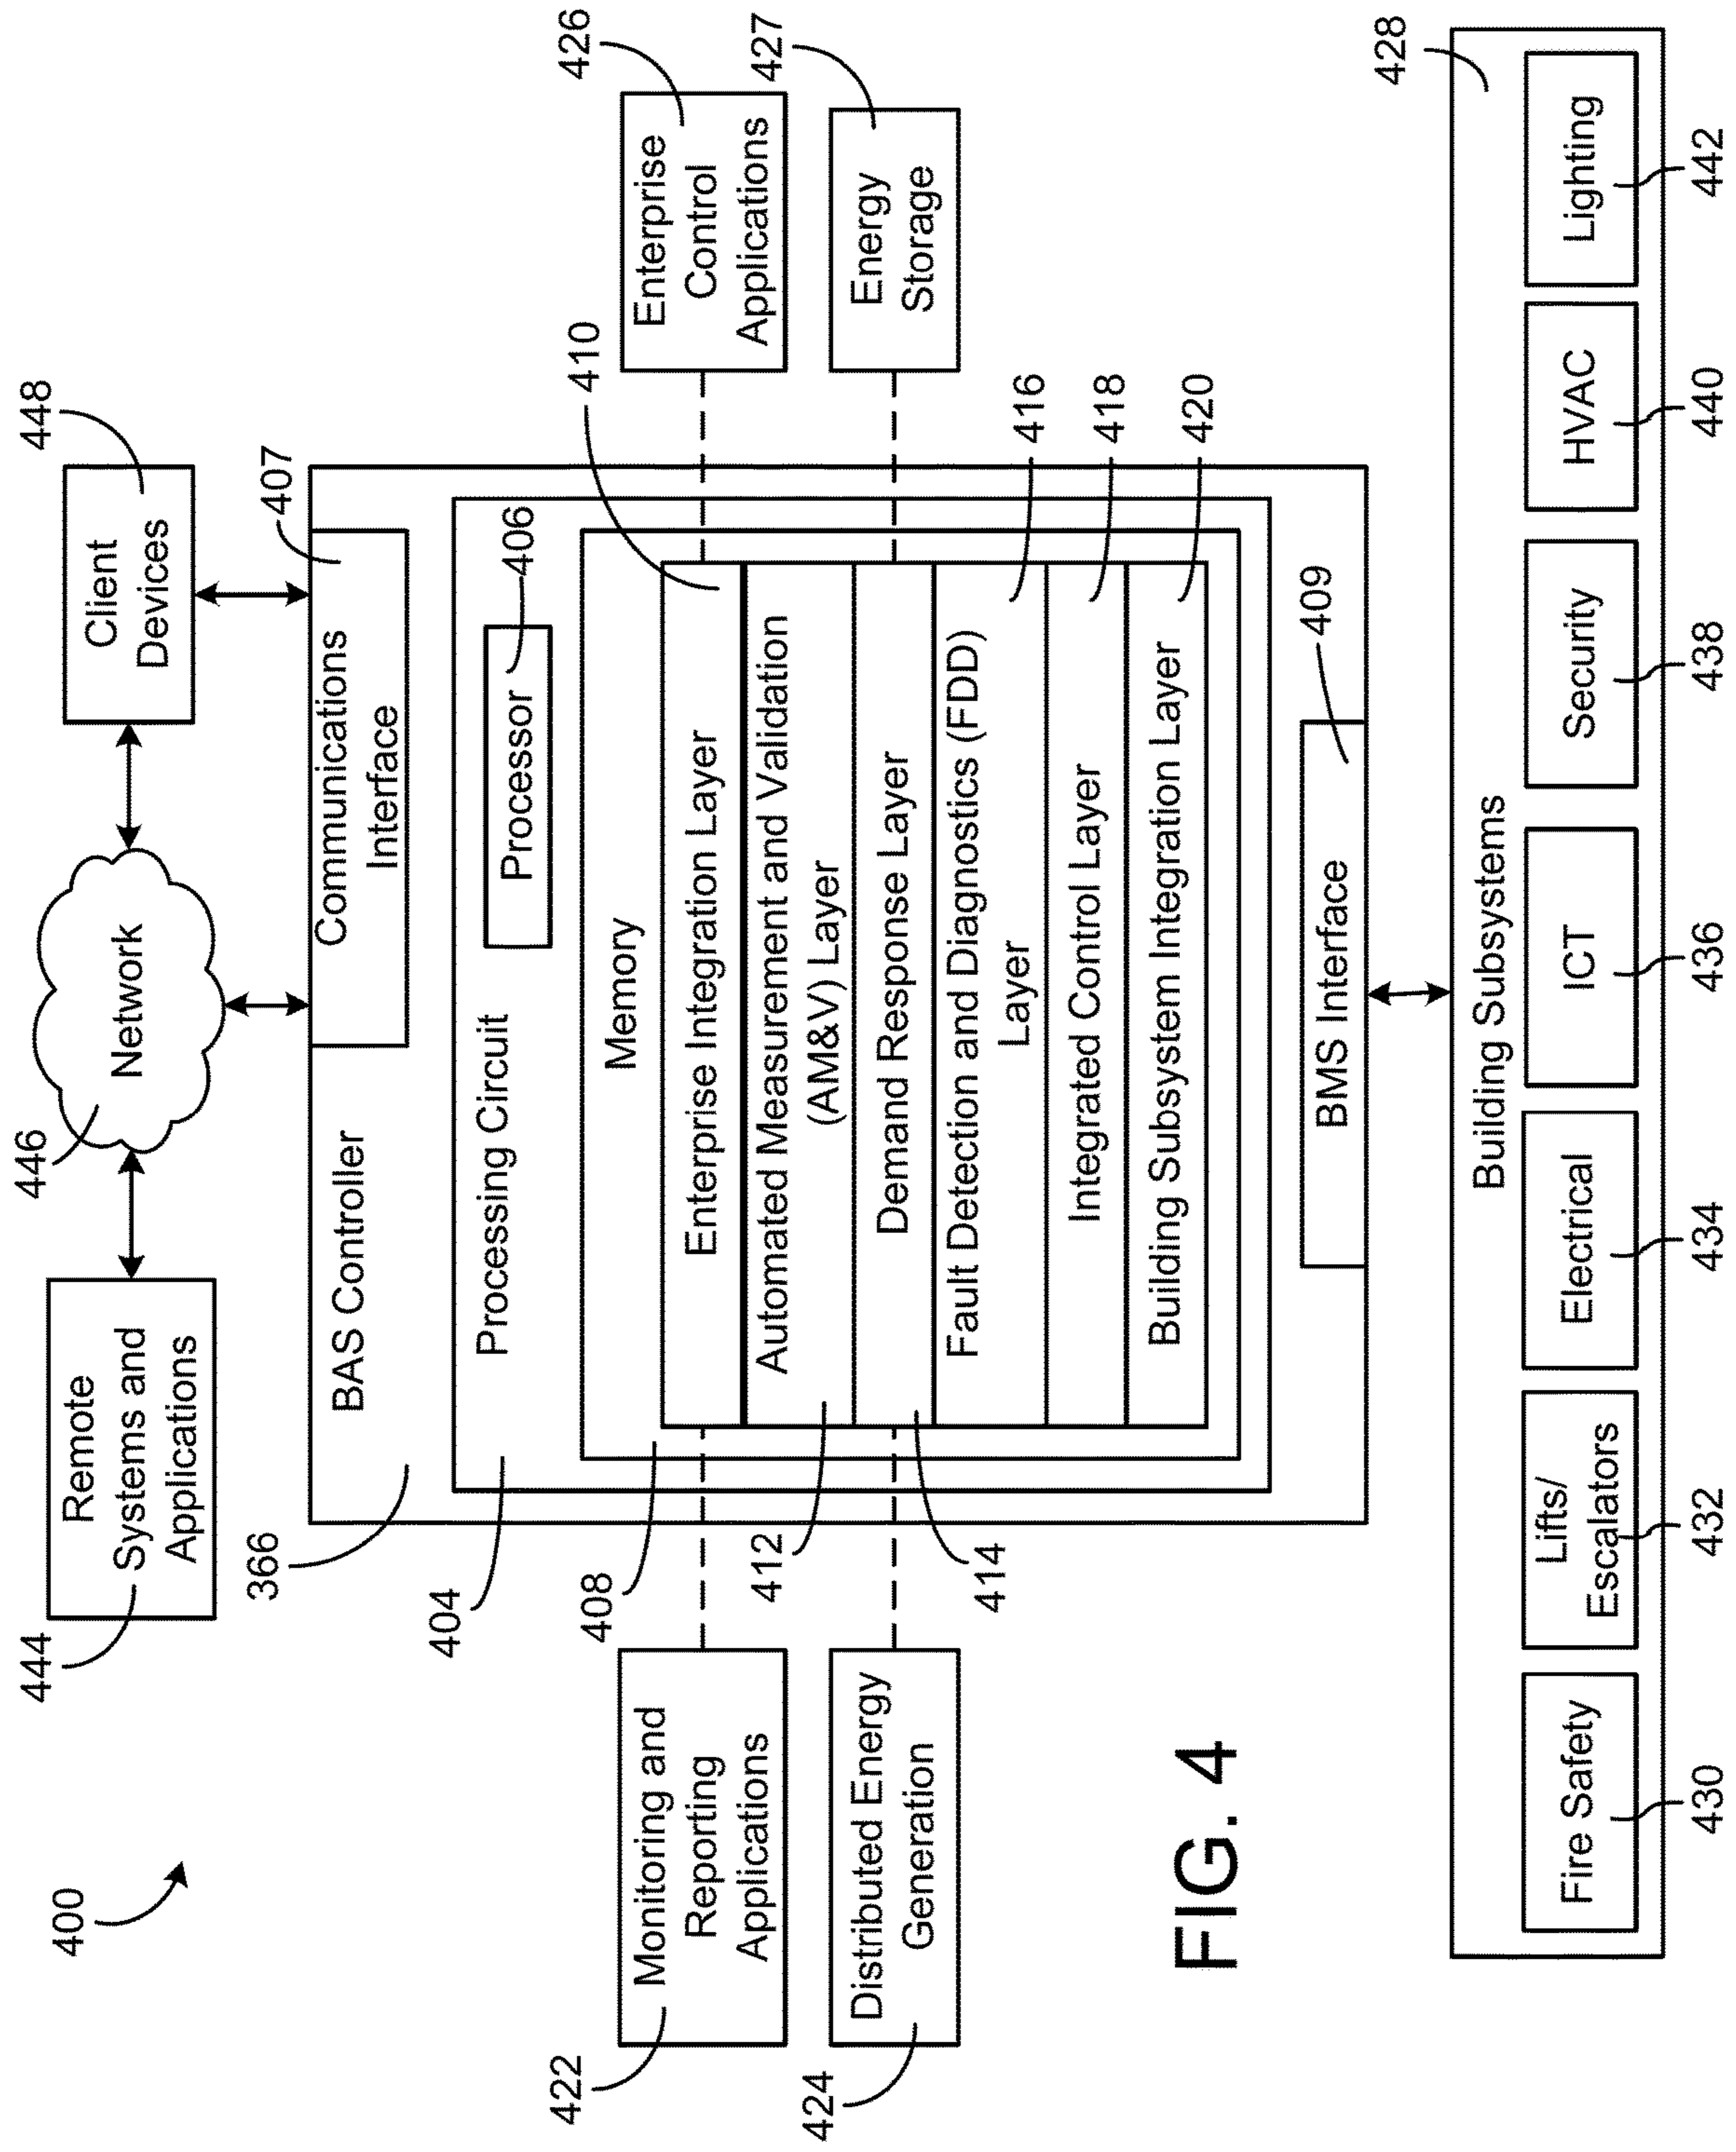 400
444
Remote
Systems and
Applications
446
Network
448
Client
Devices
366
BAS Controller
407
Communications
Interface
404
Processing Circuit
Processor
406
408
Memory
410
Enterprise Integration Layer
412
Automated Measurement and Validation
(AM&V) Layer
414
Demand Response Layer
416
Fault Detection and Diagnostics (FDD)
Layer
418
Integrated Control Layer
420
Building Subsystem Integration Layer
409
BMS Interface
422
Monitoring and
Reporting
Applications
424
Distributed Energy
Generation
426
Enterprise
Control
Applications
427
Energy
Storage
428
Building Subsystems
Fire Safety
Lifts/
Escalators
Electrical
ICT
Security
HVAC
Lighting
430
432
434
436
438
440
442
FIG. 4